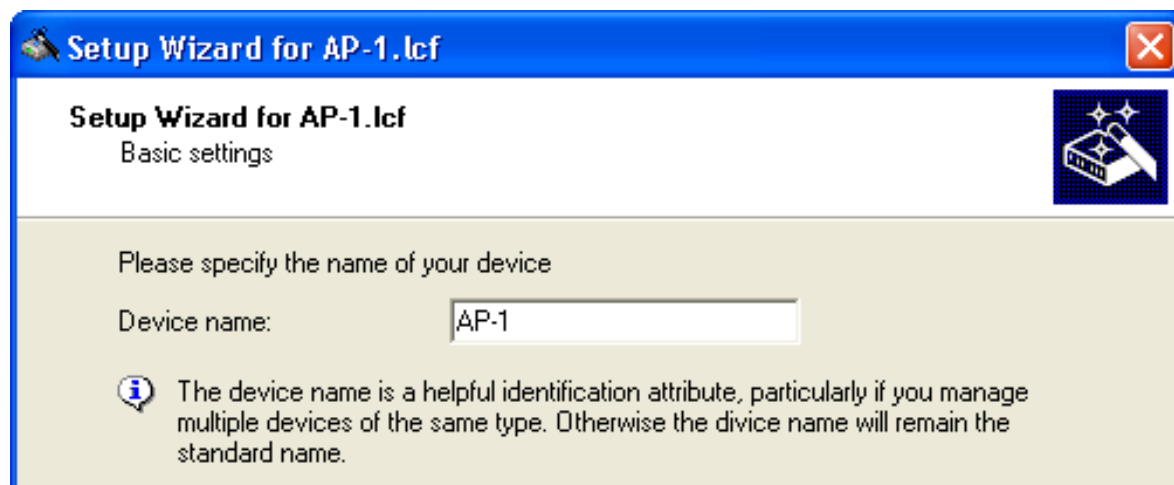 Setup Wizard for AP-1.lcf
Setup Wizard for AP-1.lcf
Basic settings
Please specify the name of your device
Device name: AP-1
The device name is a helpful identification attribute, particularly if you manage
multiple devices of the same type. Otherwise the divice name will remain the
standard name.